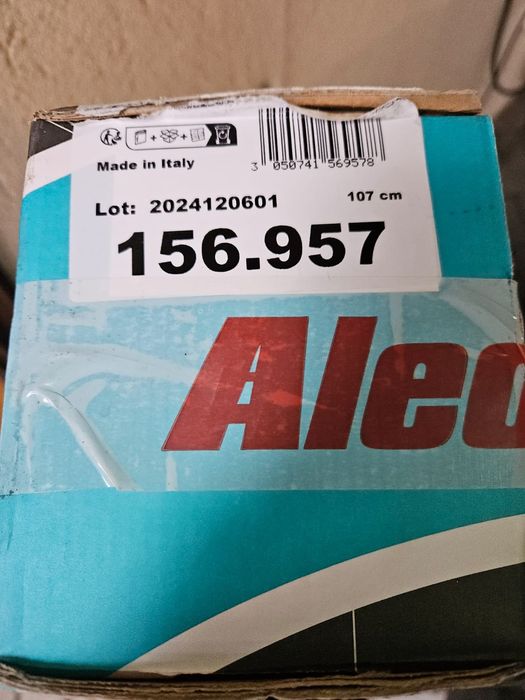 Made in Italy
3 050741 569578
Lot: 2024120601
107 cm
156.957
Alec